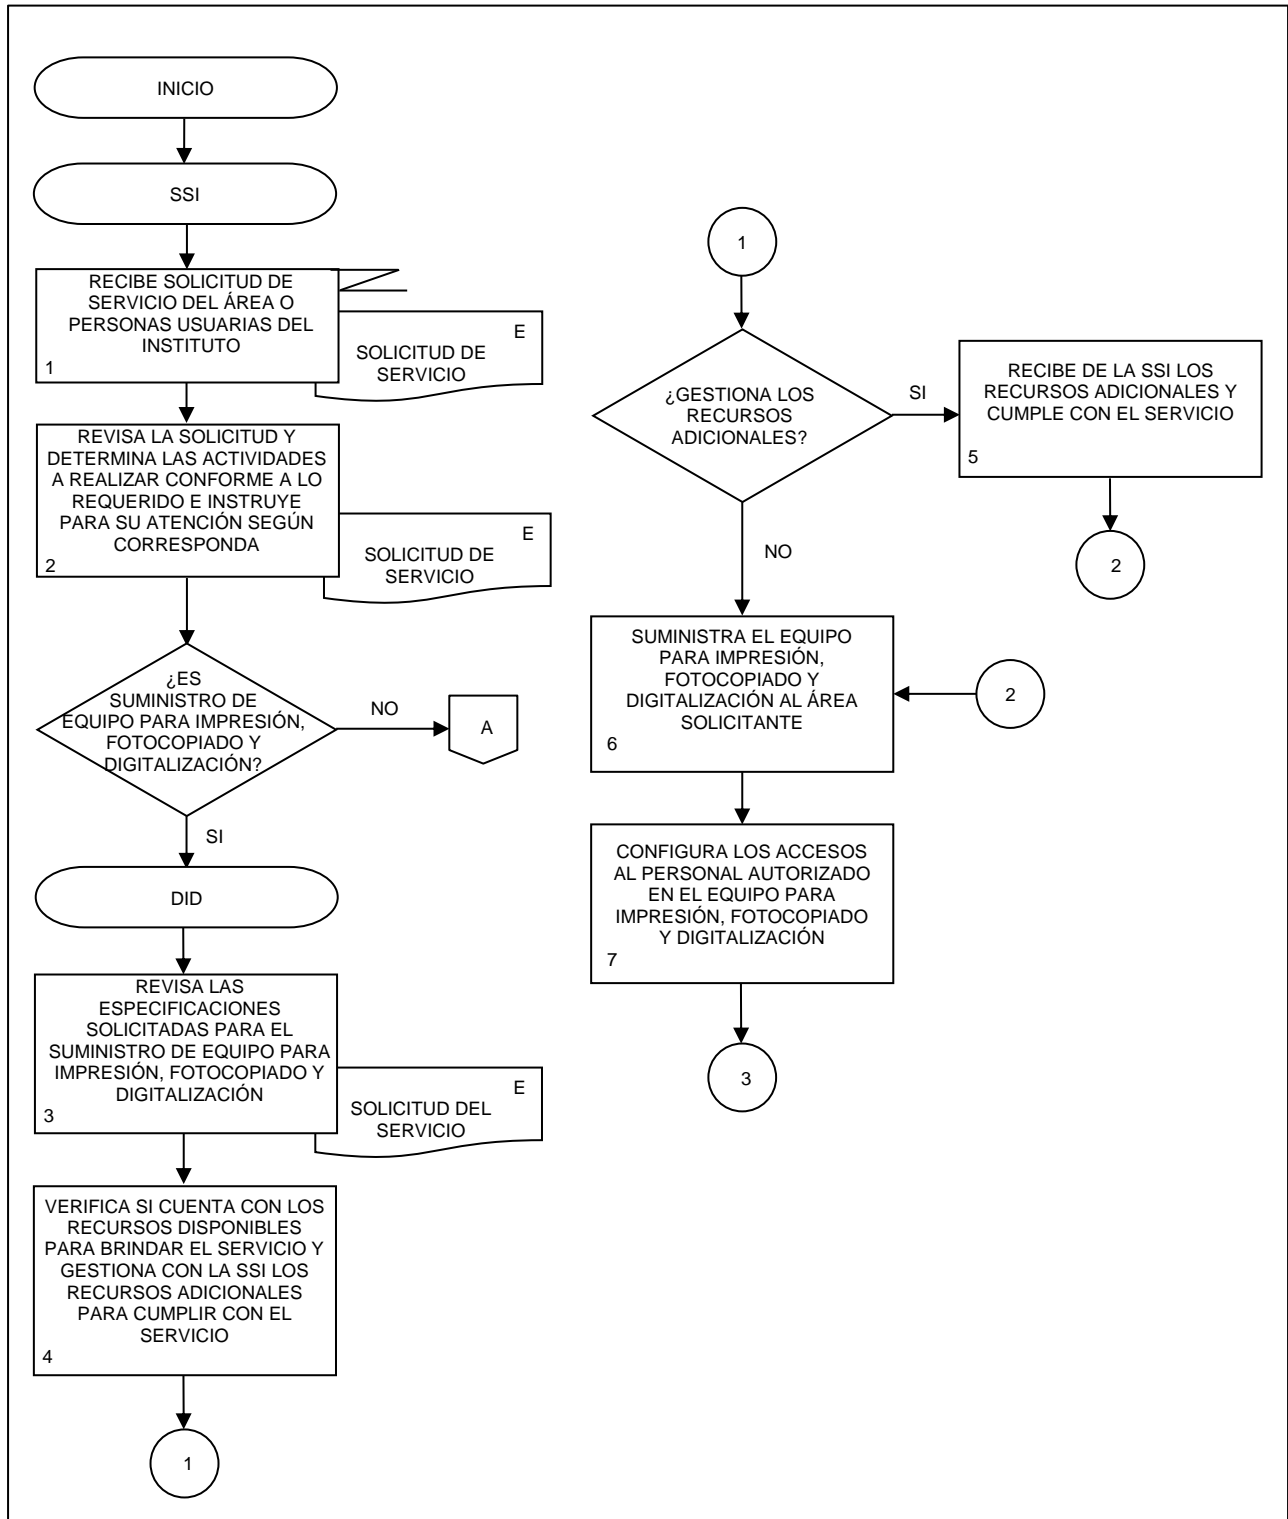 INICIO
SSI
RECIBE SOLICITUD DE
SERVICIO DEL ÁREA O
PERSONAS USUARIAS DEL
INSTITUTO
1
E
SOLICITUD DE
SERVICIO
REVISA LA SOLICITUD Y
DETERMINA LAS ACTIVIDADES
A REALIZAR CONFORME A LO
REQUERIDO E INSTRUYE
PARA SU ATENCIÓN SEGÚN
CORRESPONDA
2
E
SOLICITUD DE
SERVICIO
¿ES
SUMINISTRO DE
EQUIPO PARA IMPRESIÓN,
FOTOCOPIADO Y
DIGITALIZACIÓN?
NO
A
SI
DID
REVISA LAS
ESPECIFICACIONES
SOLICITADAS PARA EL
SUMINISTRO DE EQUIPO PARA
IMPRESIÓN, FOTOCOPIADO Y
DIGITALIZACIÓN
3
E
SOLICITUD DEL
SERVICIO
VERIFICA SI CUENTA CON LOS
RECURSOS DISPONIBLES
PARA BRINDAR EL SERVICIO Y
GESTIONA CON LA SSI LOS
RECURSOS ADICIONALES
PARA CUMPLIR CON EL
SERVICIO
4
1
1
¿GESTIONA LOS
RECURSOS
ADICIONALES?
SI
RECIBE DE LA SSI LOS
RECURSOS ADICIONALES Y
CUMPLE CON EL SERVICIO
5
2
NO
SUMINISTRA EL EQUIPO
PARA IMPRESIÓN,
FOTOCOPIADO Y
DIGITALIZACIÓN AL ÁREA
SOLICITANTE
6
2
CONFIGURA LOS ACCESOS
AL PERSONAL AUTORIZADO
EN EL EQUIPO PARA
IMPRESIÓN, FOTOCOPIADO
Y DIGITALIZACIÓN
7
3